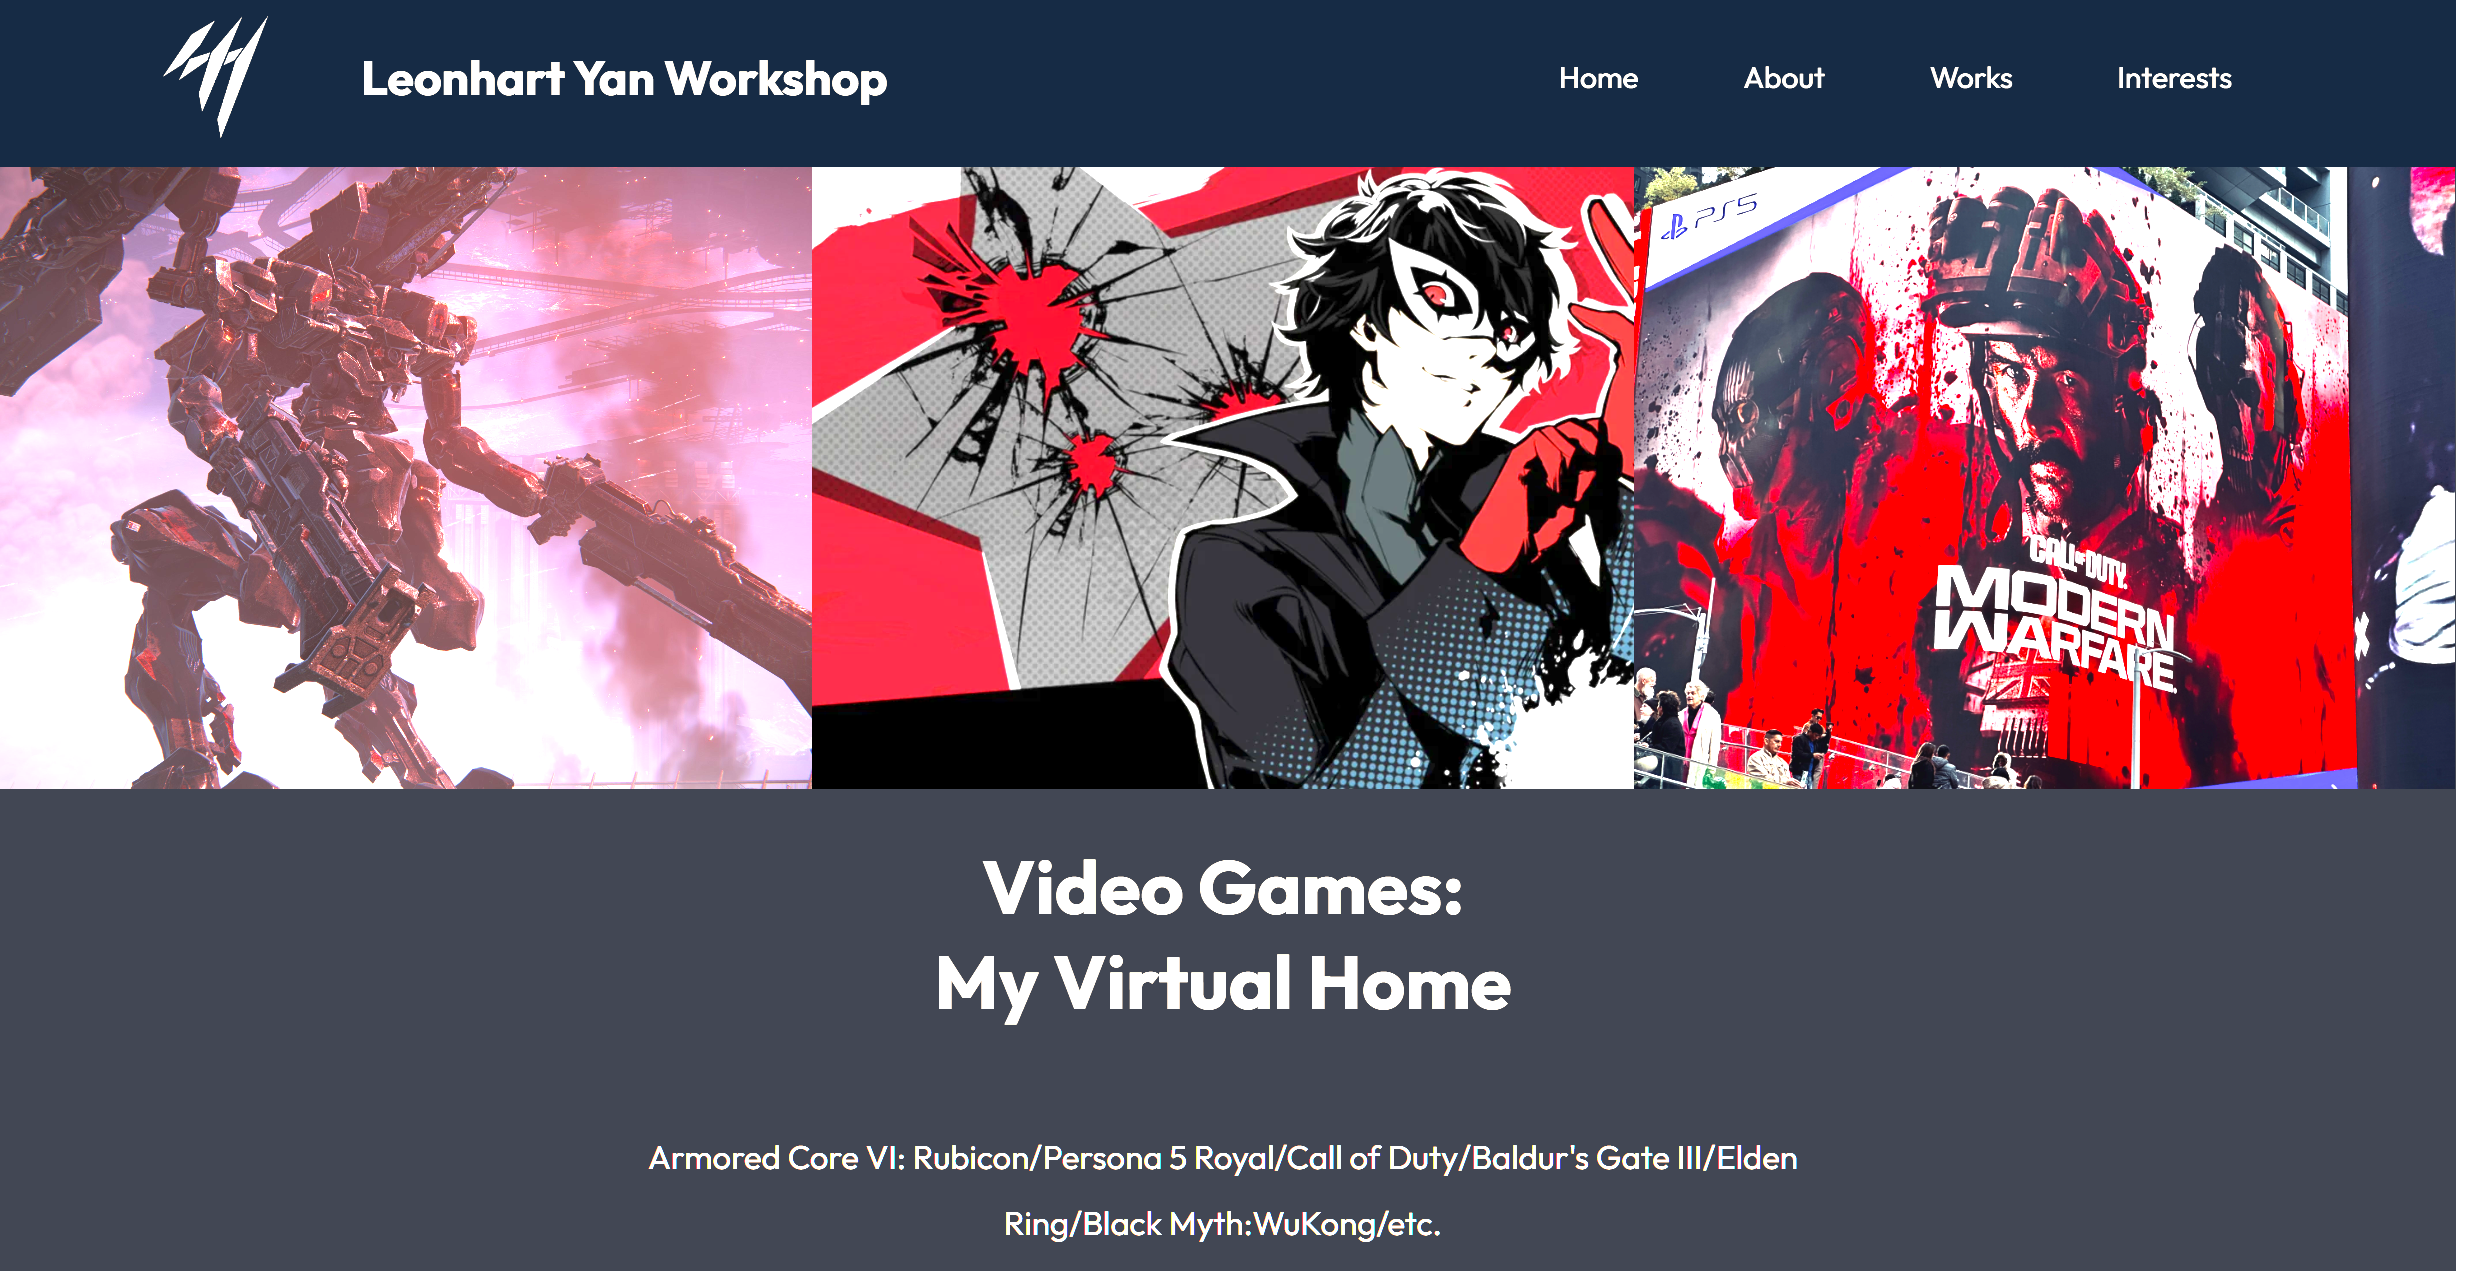 Leonhart Yan Workshop
Home
About
Works
Interests
PS5
CALL OF DUTY
MODERN
WARFARE
Video Games:
My Virtual Home
Armored Core VI: Rubicon/Persona 5 Royal/Call of Duty/Baldur's Gate III/Elden
Ring/Black Myth:WuKong/etc.